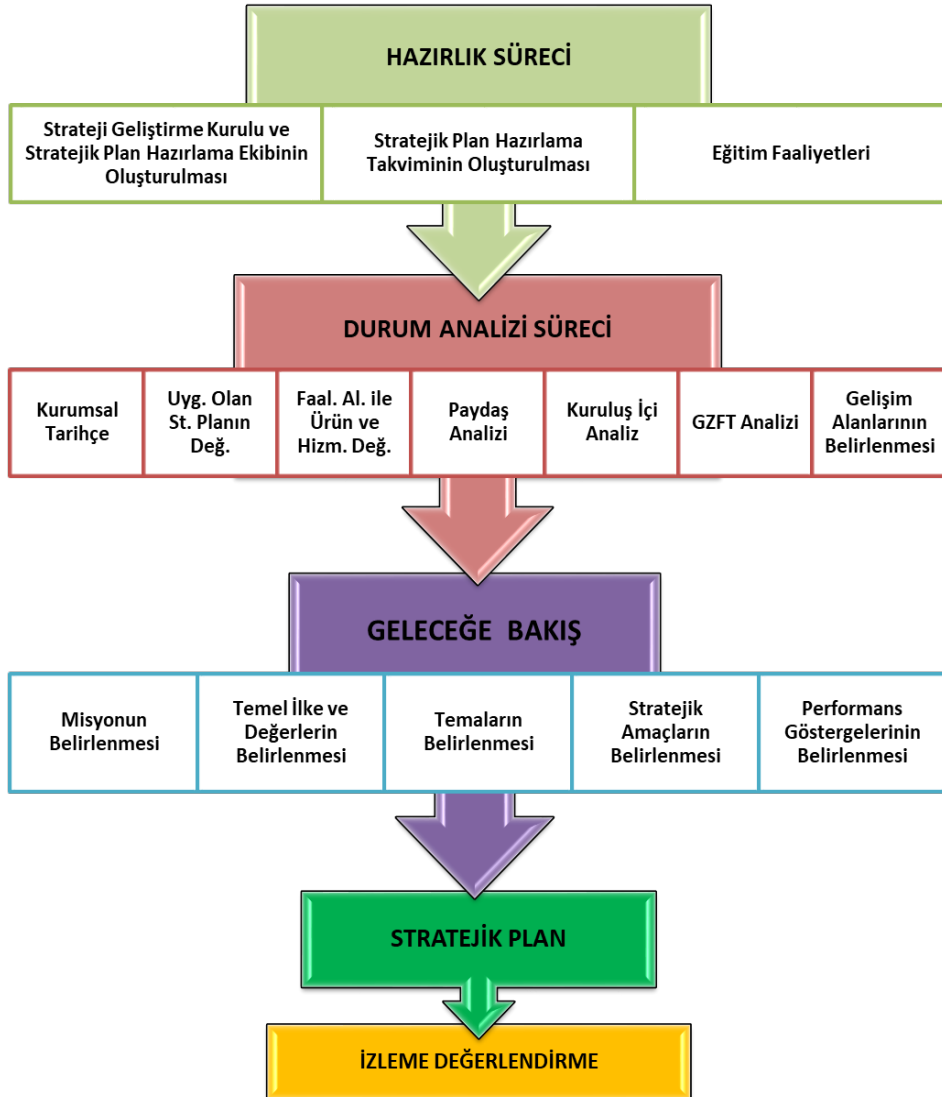 HAZIRLIK SÜRECİ
Strateji Geliştirme Kurulu ve
Stratejik Plan Hazırlama Ekibinin
Oluşturulması
Stratejik Plan Hazırlama
Takviminin Oluşturulması
Eğitim Faaliyetleri
DURUM ANALİZİ SÜRECİ
Kurumsal
Tarihçe
Uyg. Olan
St. Planın
Değ.
Faal. Al. ile
Ürün ve
Hizm. Değ.
Paydaş
Analizi
Kuruluş İçi
Analiz
GZFT Analizi
Gelişim
Alanlarının
Belirlenmesi
GELECEĞE BAKIŞ
Misyonun
Belirlenmesi
Temel İlke ve
Değerlerin
Belirlenmesi
Temaların
Belirlenmesi
Stratejik
Amaçların
Belirlenmesi
Performans
Göstergelerinin
Belirlenmesi
STRATEJİK PLAN
İZLEME DEĞERLENDİRME